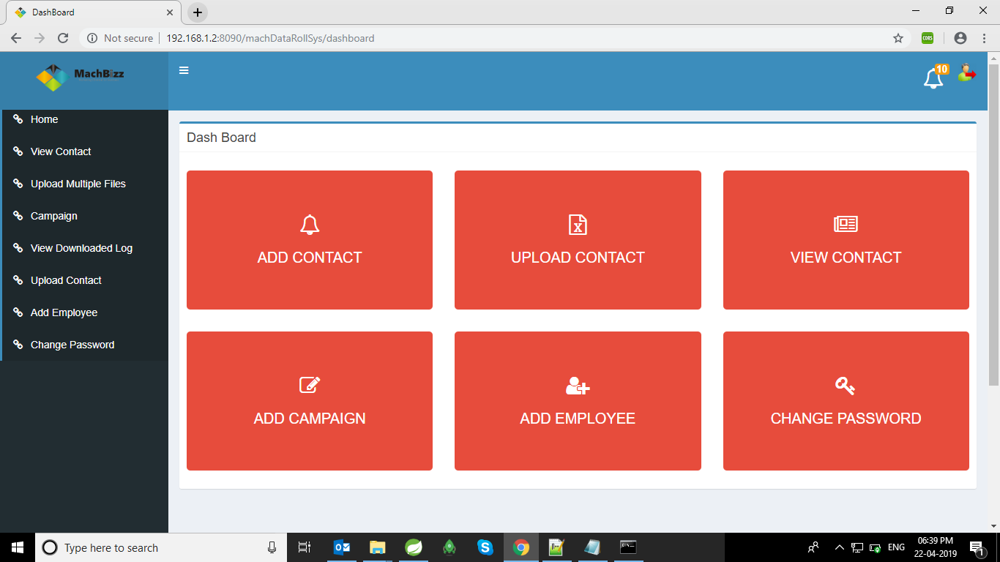 DashBoard
Not secure
192.168.1.2:8090/machDataRollSys/dashboard
CORS
MachBizz
10
Home
View Contact
Upload Multiple Files
Campaign
View Downloaded Log
Upload Contact
Add Employee
Change Password
Dash Board
ADD CONTACT
UPLOAD CONTACT
VIEW CONTACT
ADD CAMPAIGN
ADD EMPLOYEE
CHANGE PASSWORD
Type here to search
ENG
06:39 PM
22-04-2019
1